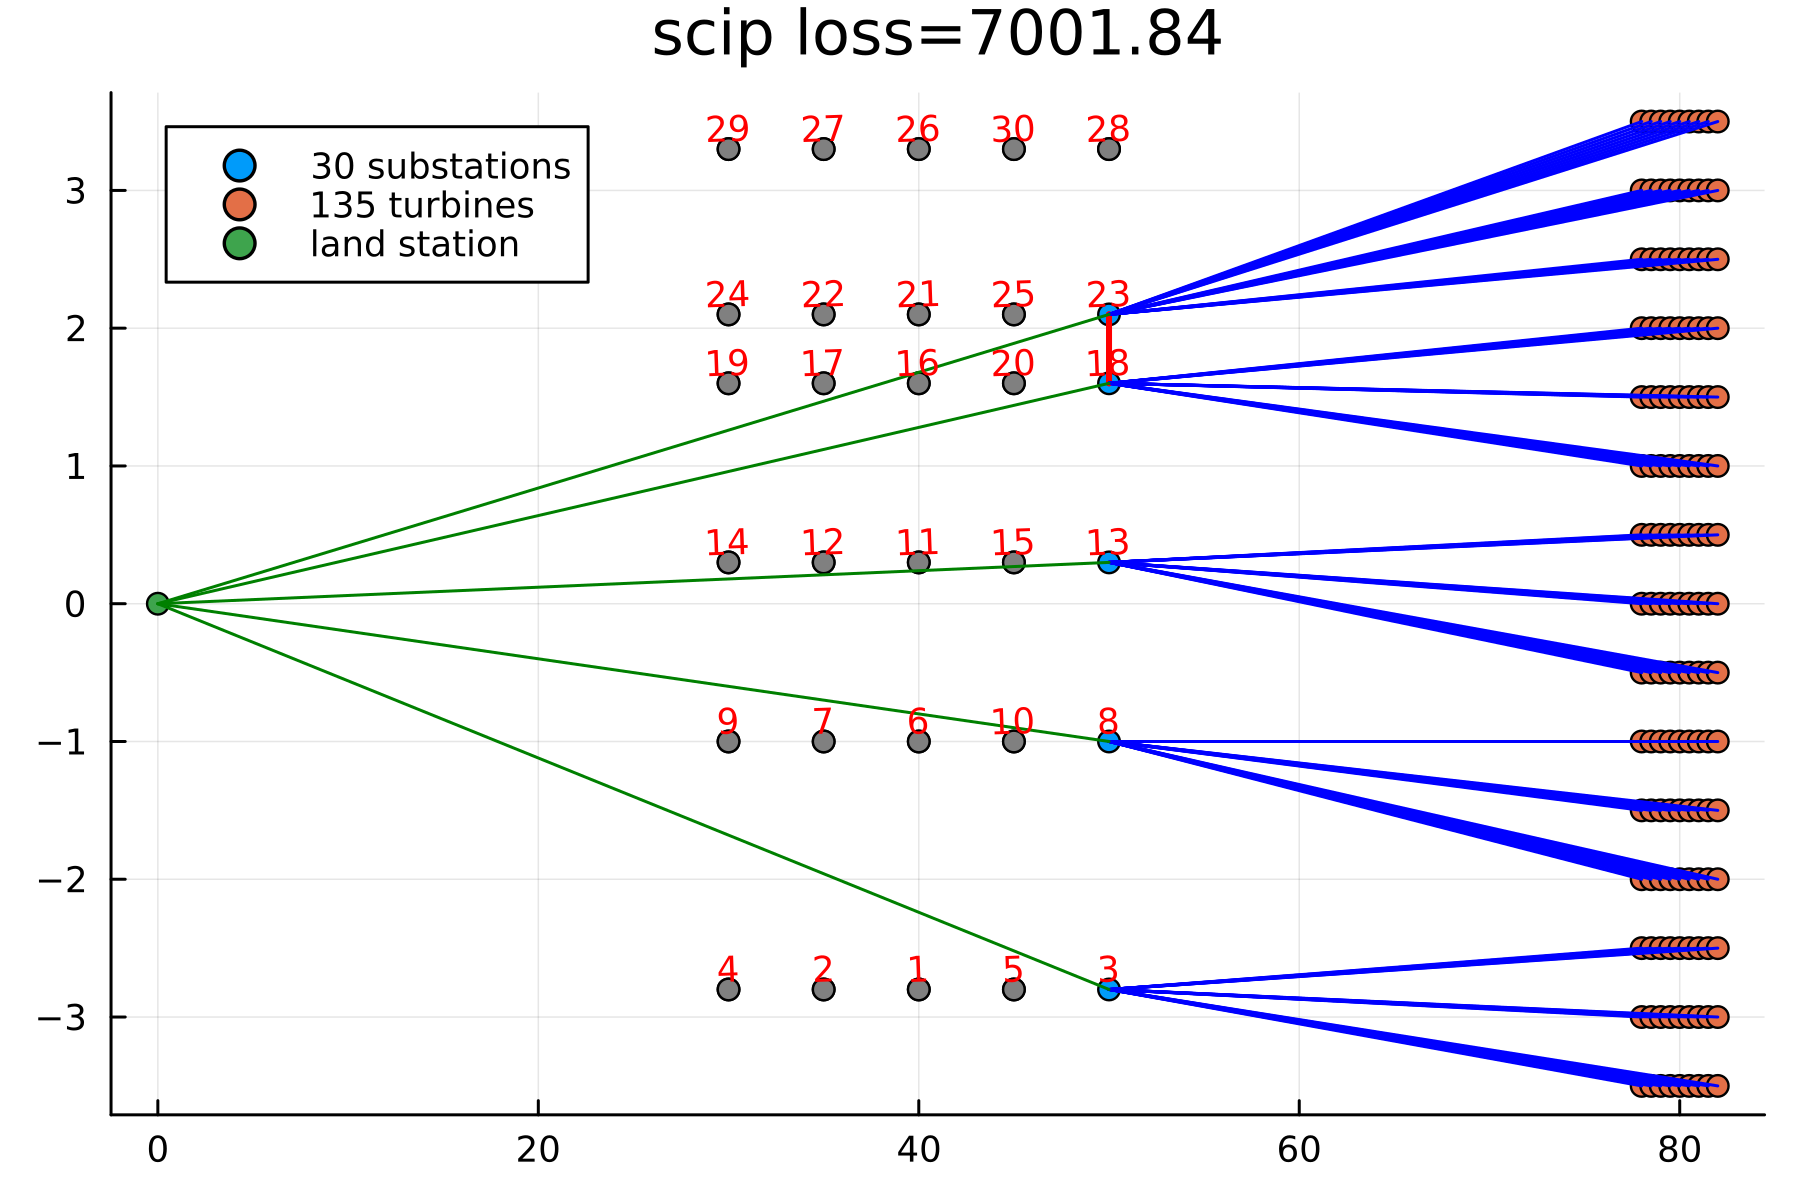 scip loss=7001.84
30 substations
135 turbines
land station
29 27 26 30 28
24 22 21 25 23
19 17 16 20 18
14 12 11 15 13
9 7 6 10 8
4 2 1 5 3
3
2
1
0
−1
−2
−3
0 20 40 60 80